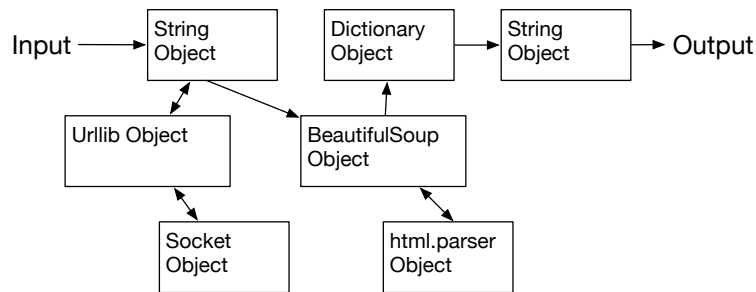 Input
String
Object
Dictionary
Object
String
Object
Output
Urllib Object
BeautifulSoup
Object
Socket
Object
html.parser
Object